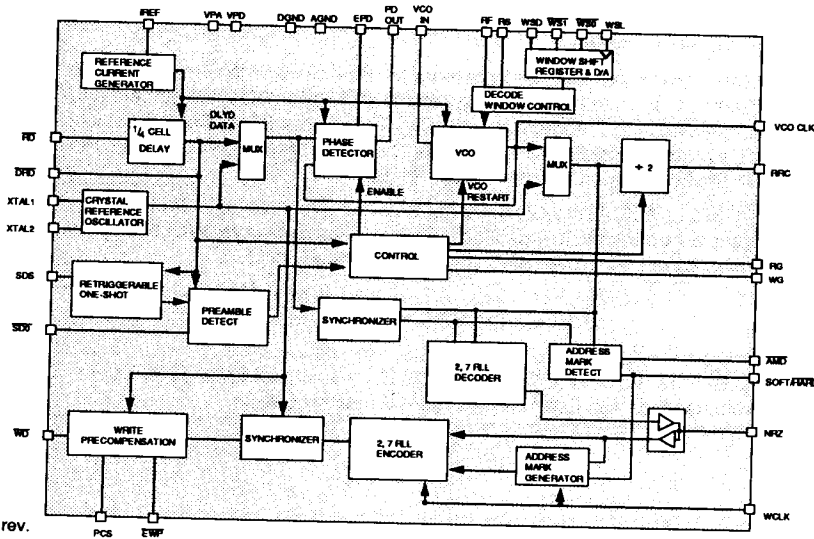 IREF
VPA VPD
DGND AGND
EPD
PD OUT
VCO IN
RF RS
WSD WS1 WS0 WSL
REFERENCE CURRENT GENERATOR
WINDOW SHIFT REGISTER & D/A
DECODE WINDOW CONTROL
VCO CLK
RD
1/4 CELL DELAY
DLYD DATA
MUX
PHASE DETECTOR
VCO
MUX
÷ 2
RRC
DRD
ENABLE
VCO RESTART
XTAL1
CRYSTAL REFERENCE OSCILLATOR
XTAL2
CONTROL
RG
WG
SDS
RETRIGGERABLE ONE-SHOT
PREAMBLE DETECT
SYNCHRONIZER
SDO
2, 7 RLL DECODER
ADDRESS MARK DETECT
AMD
SOFT/HARD
WD
WRITE PRECOMPENSATION
SYNCHRONIZER
2, 7 RLL ENCODER
ADDRESS MARK GENERATOR
NRZ
WCLK
rev.
PCS
EWP